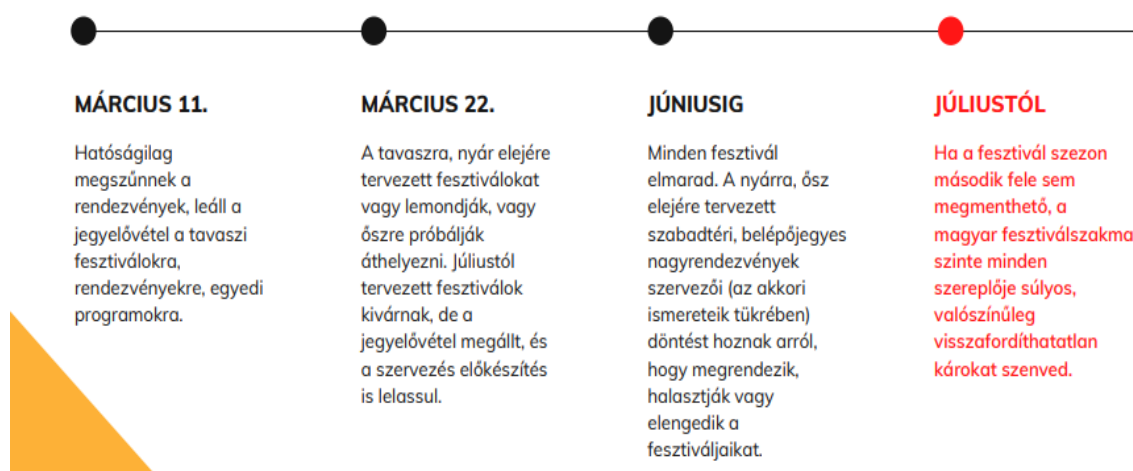 MÁRCIUS 11.
Hatóságilag
megszűnnek a
rendezvények, leáll a
jegyelővétel a tavaszi
fesztiválokra,
rendezvényekre, egyedi
programokra.
MÁRCIUS 22.
A tavaszra, nyár elejére
tervezett fesztiválokat
vagy lemondják, vagy
őszre próbálják
áthelyezni. Júliustól
tervezett fesztiválok
kivárnak, de a
jegyelővétel megállt, és
a szervezés előkészítés
is lelassul.
JÚNIUSIG
Minden fesztivál
elmarad. A nyárra, ősz
elejére tervezett
szabadtéri, belépőjegyes
nagyrendezvények
szervezői (az akkori
ismereteik tükrében)
döntést hoznak arról,
hogy megrendezik,
halasztják vagy
elengedik a
fesztiváljaikat.
JÚLIUSTÓL
Ha a fesztivál szezon
második fele sem
megmenthető, a
magyar fesztiválszakma
szinte minden
szereplője súlyos,
valószínűleg
visszafordíthatatlan
károkat szenved.